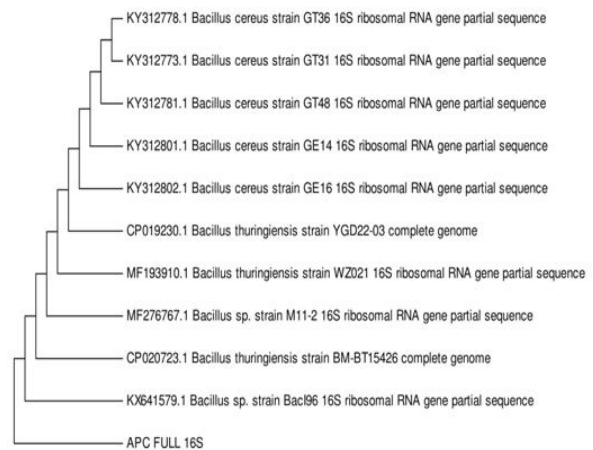 KY312778.1 Bacillus cereus strain GT36 16S ribosomal RNA gene partial sequence
KY312773.1 Bacillus cereus strain GT31 16S ribosomal RNA gene partial sequence
KY312781.1 Bacillus cereus strain GT48 16S ribosomal RNA gene partial sequence
KY312801.1 Bacillus cereus strain GE14 16S ribosomal RNA gene partial sequence
KY312802.1 Bacillus cereus strain GE16 16S ribosomal RNA gene partial sequence
CP019230.1 Bacillus thuringiensis strain YGD22-03 complete genome
MF193910.1 Bacillus thuringiensis strain WZ021 16S ribosomal RNA gene partial sequence
MF276767.1 Bacillus sp. strain M11-2 16S ribosomal RNA gene partial sequence
CP020723.1 Bacillus thuringiensis strain BM-BT15426 complete genome
KX641579.1 Bacillus sp. strain BacI96 16S ribosomal RNA gene partial sequence
APC FULL 16S